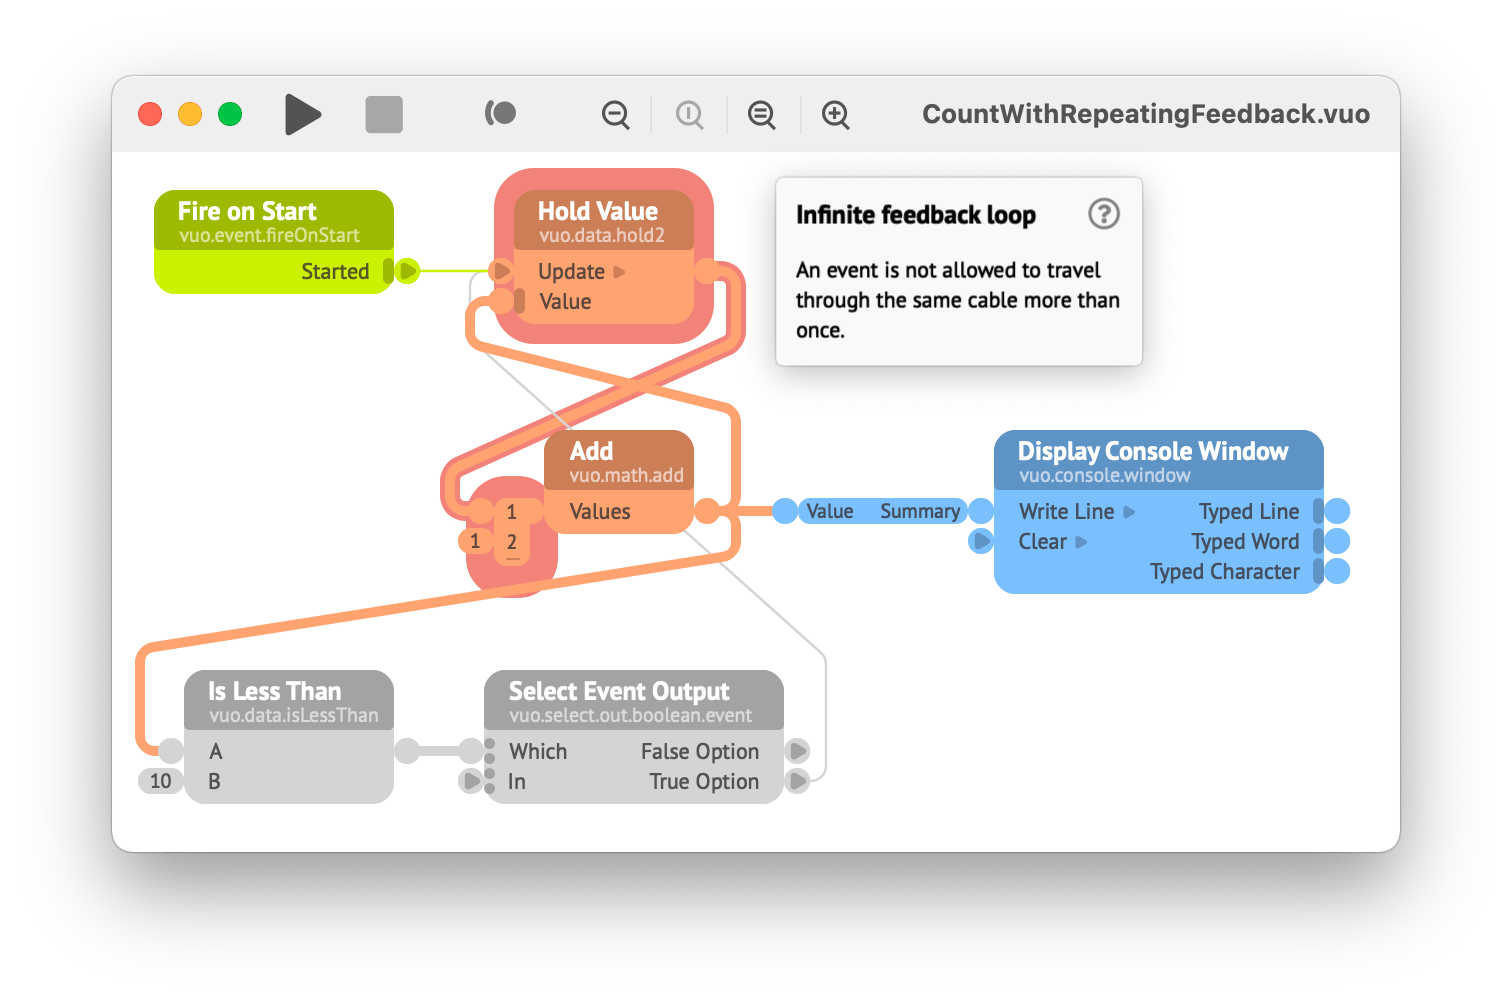 CountWithRepeatingFeedback.vuo
Fire on Start
vuo.event.fireOnStart
Started
Hold Value
vuo.data.hold2
Update
Value
Infinite feedback loop
?
An event is not allowed to travel
through the same cable more than
once.
Add
vuo.math.add
1 Values
1 2
Value Summary
Display Console Window
vuo.console.window
Write Line Typed Line
Clear Typed Word
Typed Character
Is Less Than
vuo.data.isLessThan
A
10 B
Select Event Output
vuo.select.out.boolean.event
Which False Option
In True Option